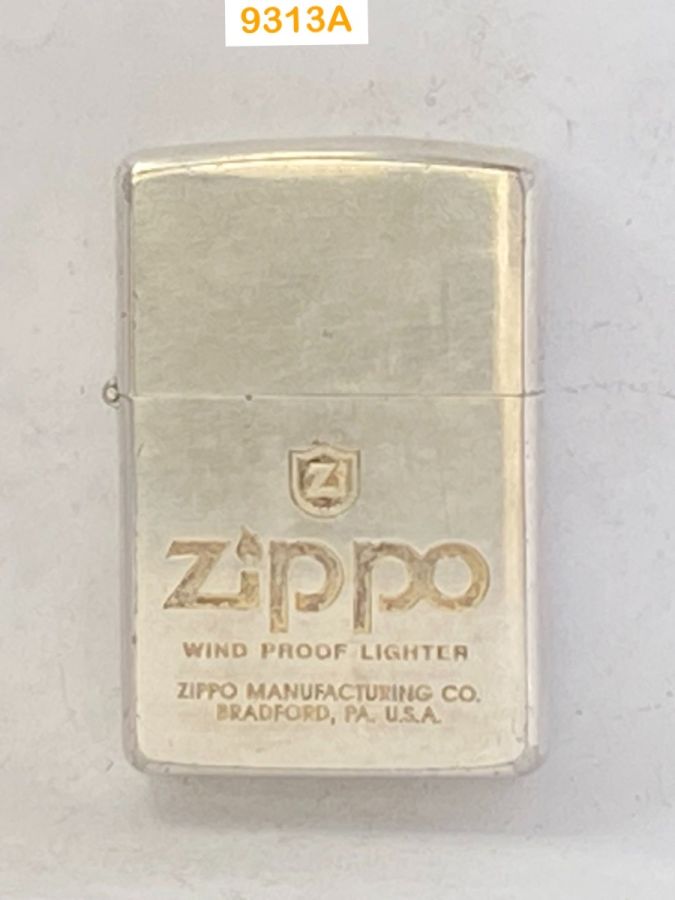 9313A
Z
Zippo
WIND PROOF LIGHTER
ZIPPO MANUFACTURING CO.
BRADFORD, PA. U.S.A.